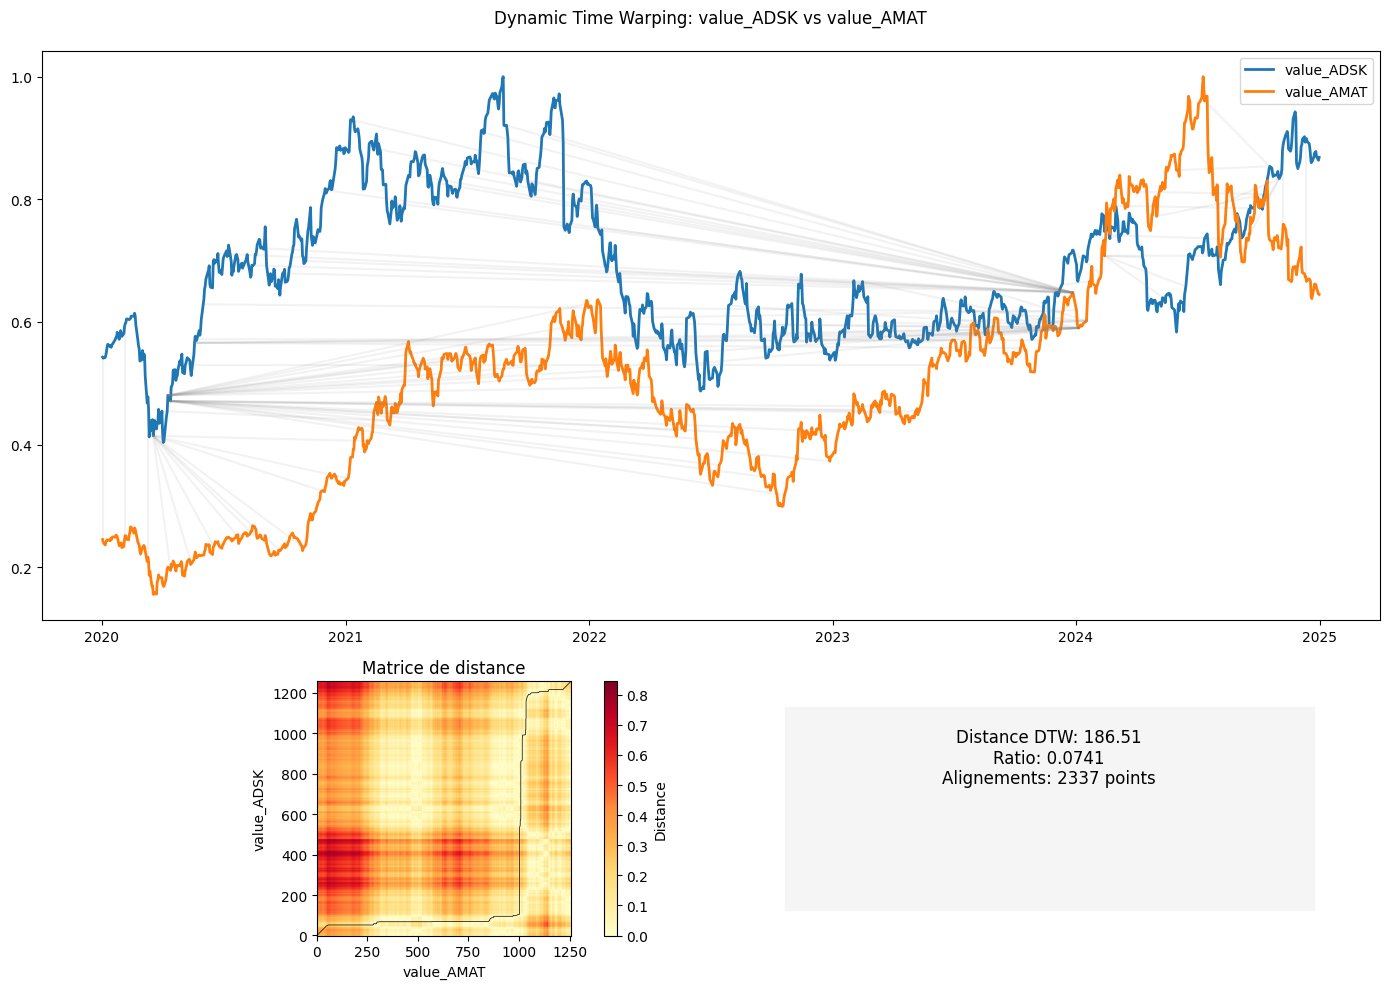 Dynamic Time Warping: value_ADSK vs value_AMAT
value_ADSK
value_AMAT
1.0
0.8
0.6
0.4
0.2
2020 2021 2022 2023 2024 2025
Matrice de distance
value_ADSK
1200
1000
800
600
400
200
0
0 250 500 750 1000 1250
value_AMAT
0.8
0.7
0.6
0.5
0.4
0.3
0.2
0.1
0.0
Distance
Distance DTW: 186.51
Ratio: 0.0741
Alignements: 2337 points